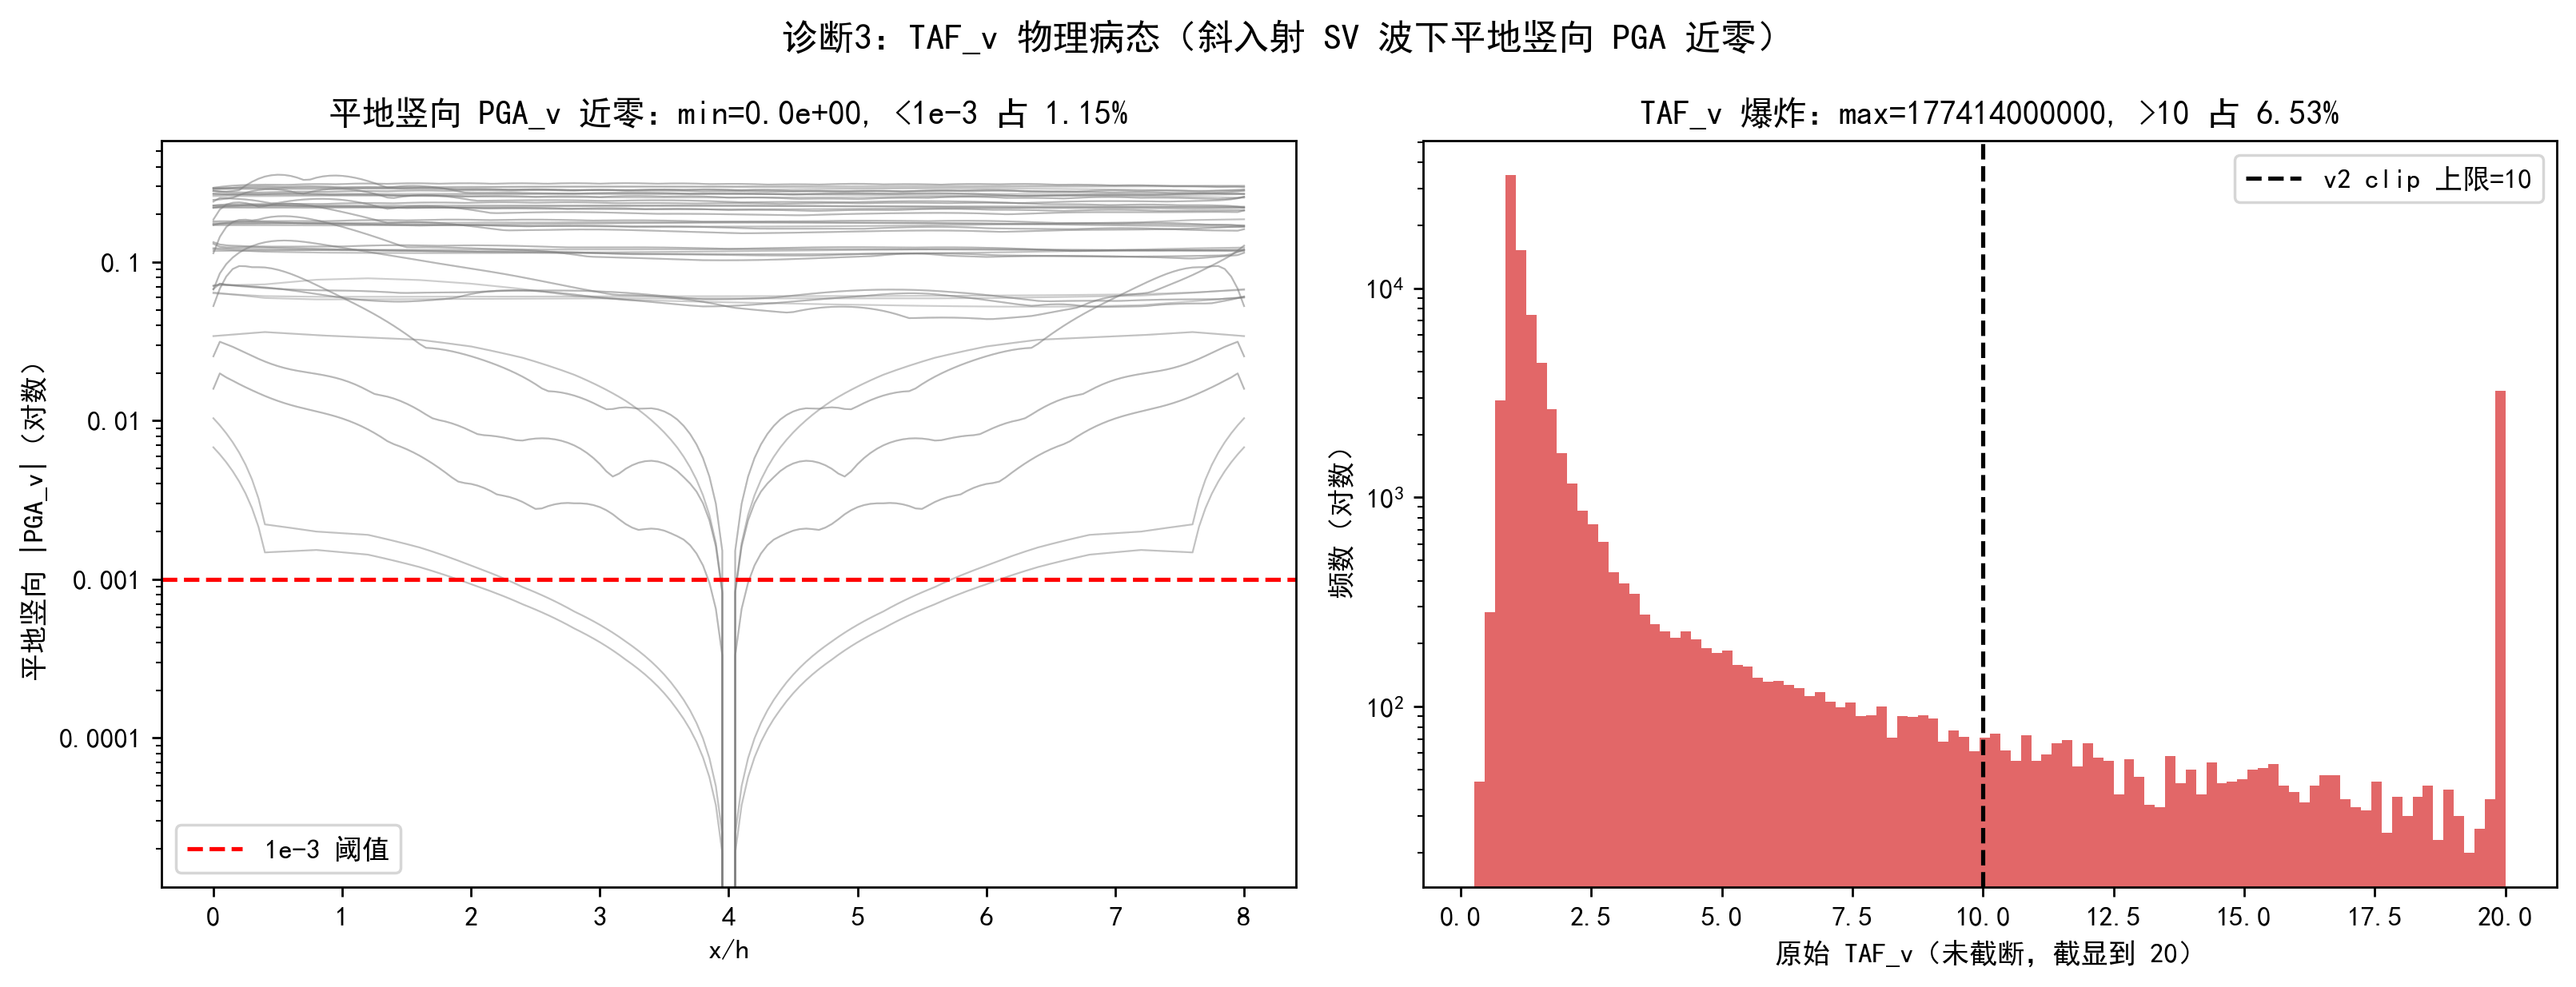 诊断3：TAF_v 物理病态（斜入射 SV 波下平地竖向 PGA 近零）
平地竖向 PGA_v 近零：min=0.0e+00, <1e-3 占 1.15%
平地竖向 |PGA_v|（对数）
0.1
0.01
0.001
0.0001
1e-3 阈值
0 1 2 3 4 5 6 7 8
x/h
TAF_v 爆炸：max=177414000000, >10 占 6.53%
v2 clip 上限=10
频数（对数）
10⁴
10³
10²
0.0 2.5 5.0 7.5 10.0 12.5 15.0 17.5 20.0
原始 TAF_v（未截断，截显到 20）